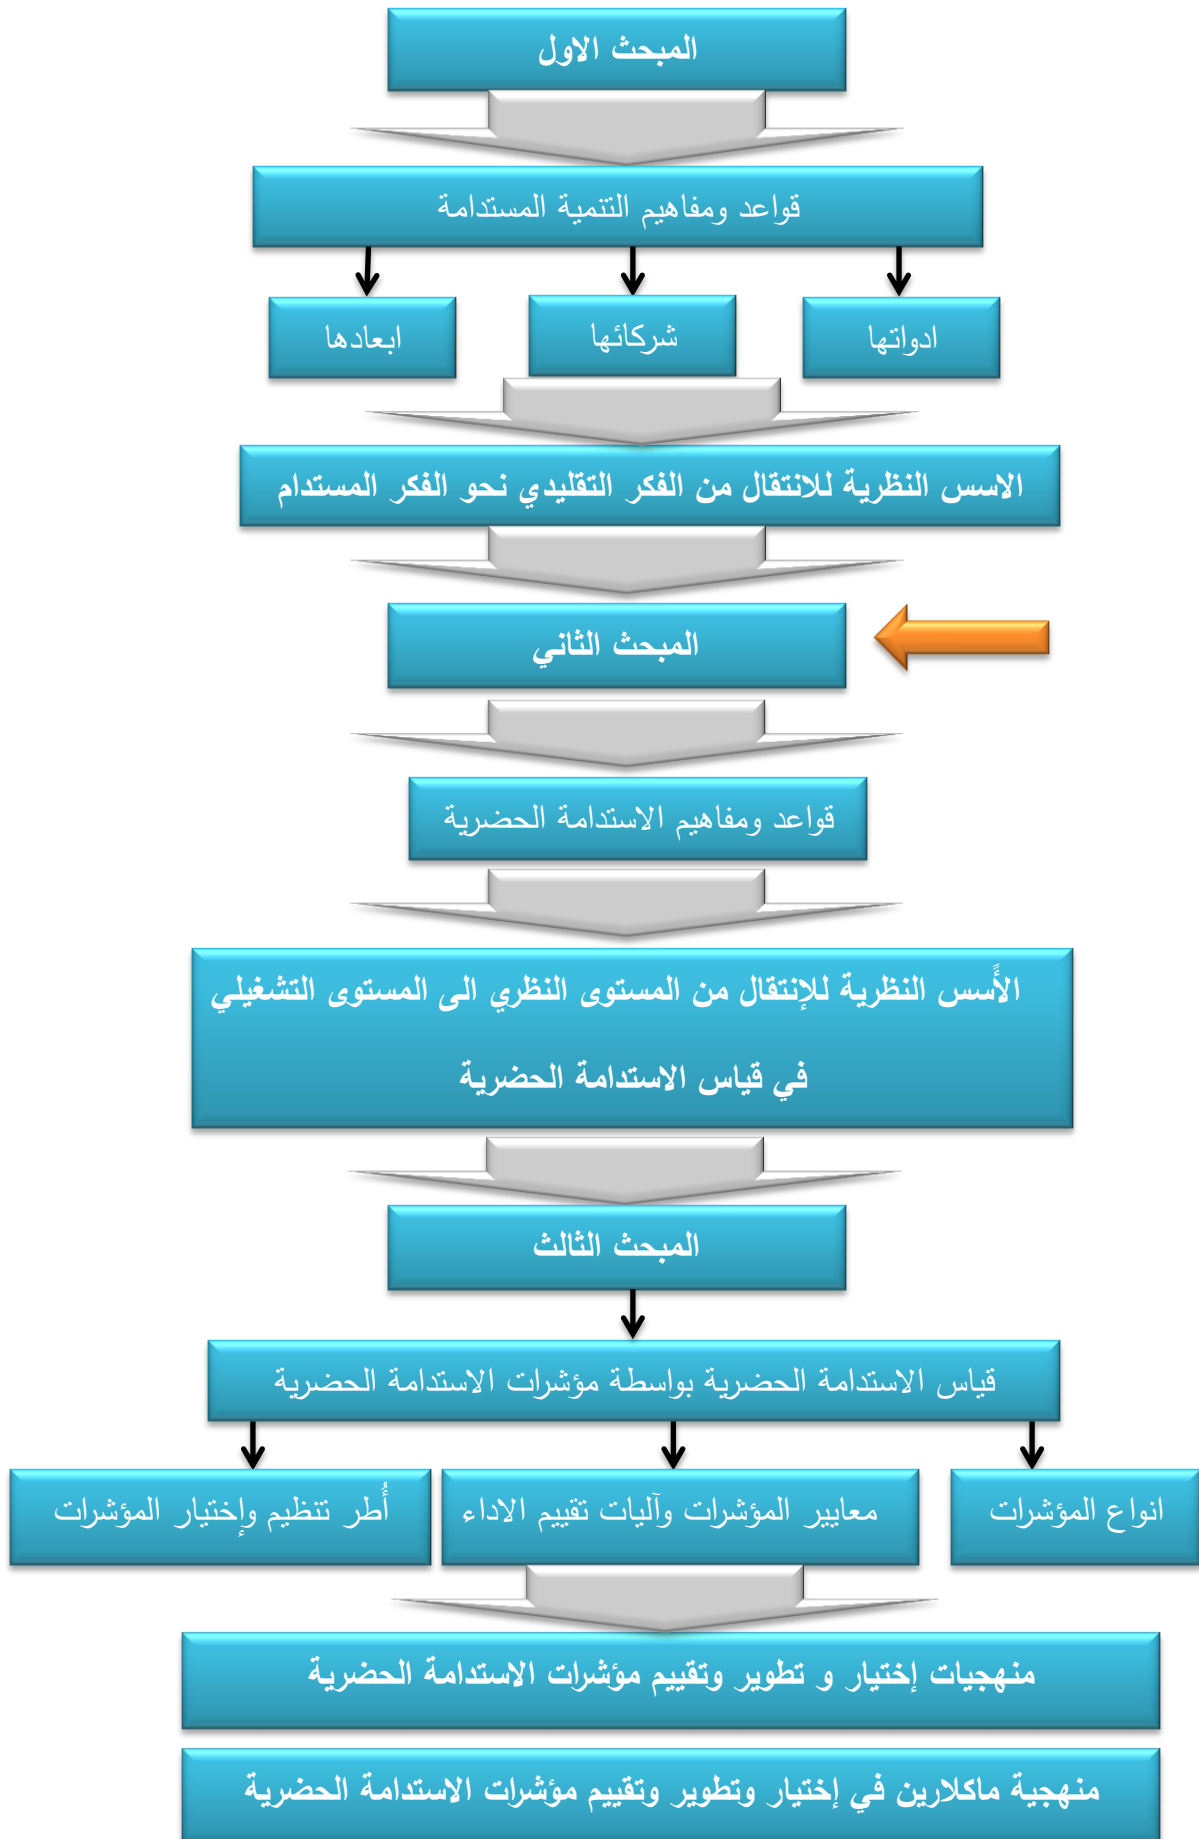 المبحث الاول
قواعد ومفاهيم التنمية المستدامة
ادواتها
شركائها
ابعادها
الاسس النظرية للانتقال من الفكر التقليدي نحو الفكر المستدام
المبحث الثاني
قواعد ومفاهيم الاستدامة الحضرية
الأَسس النظرية للإنتقال من المستوى النظري الى المستوى التشغيلي
في قياس الاستدامة الحضرية
المبحث الثالث
قياس الاستدامة الحضرية بواسطة مؤشرات الاستدامة الحضرية
انواع المؤشرات
معايير المؤشرات وآليات تقييم الاداء
أُطر تنظيم وإختيار المؤشرات
منهجيات إختيار و تطوير وتقييم مؤشرات الاستدامة الحضرية
منهجية ماكلارين في إختيار وتطوير وتقييم مؤشرات الاستدامة الحضرية